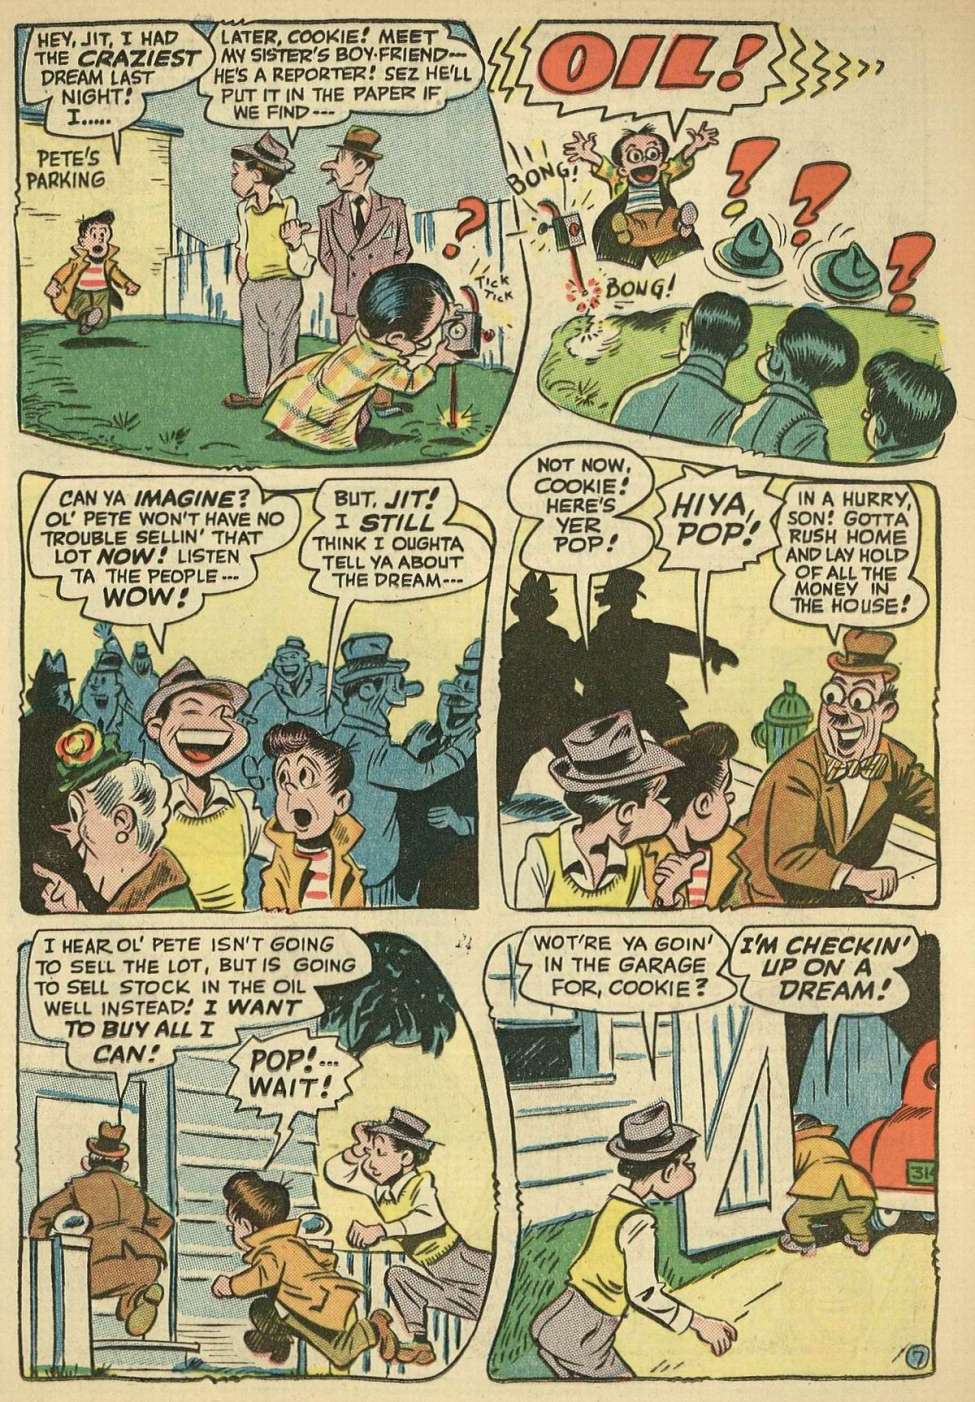 HEY, JIT, I HAD
THE CRAZIEST
DREAM LAST
NIGHT!
I.....
LATER, COOKIE! MEET
MY SISTER'S BOY-FRIEND--
HE'S A REPORTER! SEZ HE'LL
PUT IT IN THE PAPER IF
WE FIND---
PETE'S
PARKING
?
TICK
TICK
OIL!
BONG!
BONG!
?
!
?
!
CAN YA IMAGINE?
OL' PETE WON'T HAVE NO
TROUBLE SELLIN' THAT
LOT NOW! LISTEN
TA THE PEOPLE---
WOW!
BUT, JIT!
I STILL
THINK I OUGHTA
TELL YA ABOUT
THE DREAM---
NOT NOW,
COOKIE!
HERE'S
YER
POP!
HIYA,
POP!
IN A HURRY,
SON! GOTTA
RUSH HOME
AND LAY HOLD
OF ALL THE
MONEY IN
THE HOUSE!
I HEAR OL' PETE ISN'T GOING
TO SELL THE LOT, BUT IS GOING
TO SELL STOCK IN THE OIL
WELL INSTEAD! I WANT
TO BUY ALL I
CAN!
POP!...
WAIT!
WOT'RE YA GOIN'
IN THE GARAGE
FOR, COOKIE?
I'M CHECKIN'
UP ON A
DREAM!
3K
7